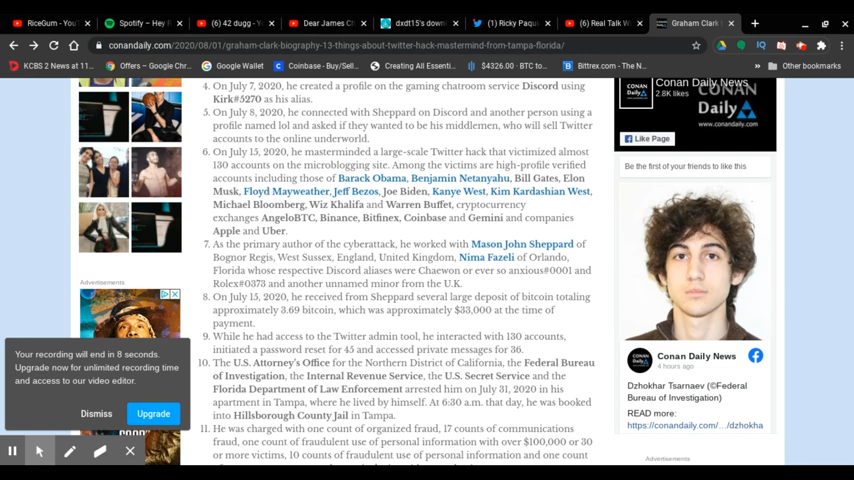 RiceGum - You
Spotify – Hey F
(6) 42 dugg - Yo
Dear James Ch
dxdt15's down
(1) Ricky Paqu
(6) Real Talk W
Graham Clark
conandaily.com/2020/08/01/graham-clark-biography-13-things-about-twitter-hack-mastermind-from-tampa-florida/
KCBS 2 News at 11...
Offers – Google Chr...
Google Wallet
Coinbase - Buy/Sell...
Creating All Essenti...
$4326.00 · BTC to...
Bittrex.com - The N...
Other bookmarks
4. On July 7, 2020, he created a profile on the gaming chatroom service Discord using
Kirk#5270 as his alias.
5. On July 8, 2020, he connected with Sheppard on Discord and another person using a
profile named lol and asked if they wanted to be his middlemen, who will sell Twitter
accounts to the online underworld.
6. On July 15, 2020, he masterminded a large-scale Twitter hack that victimized almost
130 accounts on the microblogging site. Among the victims are high-profile verified
accounts including those of Barack Obama, Benjamin Netanyahu, Bill Gates, Elon
Musk, Floyd Mayweather, Jeff Bezos, Joe Biden, Kanye West, Kim Kardashian West,
Michael Bloomberg, Wiz Khalifa and Warren Buffet, cryptocurrency
exchanges AngeloBTC, Binance, Bitfinex, Coinbase and Gemini and companies
Apple and Uber.
7. As the primary author of the cyberattack, he worked with Mason John Sheppard of
Bognor Regis, West Sussex, England, United Kingdom, Nima Fazeli of Orlando,
Florida whose respective Discord aliases were Chaewon or ever so anxious#0001 and
Rolex#0373 and another unnamed minor from the U.K.
8. On July 15, 2020, he received from Sheppard several large deposit of bitcoin totaling
approximately 3.69 bitcoin, which was approximately $33,000 at the time of
payment.
9. While he had access to the Twitter admin tool, he interacted with 130 accounts,
initiated a password reset for 45 and accessed private messages for 36.
10. The U.S. Attorney's Office for the Northern District of California, the Federal Bureau
of Investigation, the Internal Revenue Service, the U.S. Secret Service and the
Florida Department of Law Enforcement arrested him on July 31, 2020 in his
apartment in Tampa, where he lived by himself. At 6:30 a.m. that day, he was booked
into Hillsborough County Jail in Tampa.
11. He was charged with one count of organized fraud, 17 counts of communications
fraud, one count of fraudulent use of personal information with over $100,000 or 30
or more victims, 10 counts of fraudulent use of personal information and one count
Advertisements
Your recording will end in 8 seconds.
Upgrade now for unlimited recording time
and access to our video editor.
Dismiss
Upgrade
CONAN
Daily
Conan Daily News
2.8K likes
CONAN
Daily
www.conandaily.com
Like Page
Be the first of your friends to like this
Conan Daily News
4 hours ago
Dzhokhar Tsarnaev (©Federal
Bureau of Investigation)
READ more:
https://conandaily.com/.../dzhokha
Advertisements